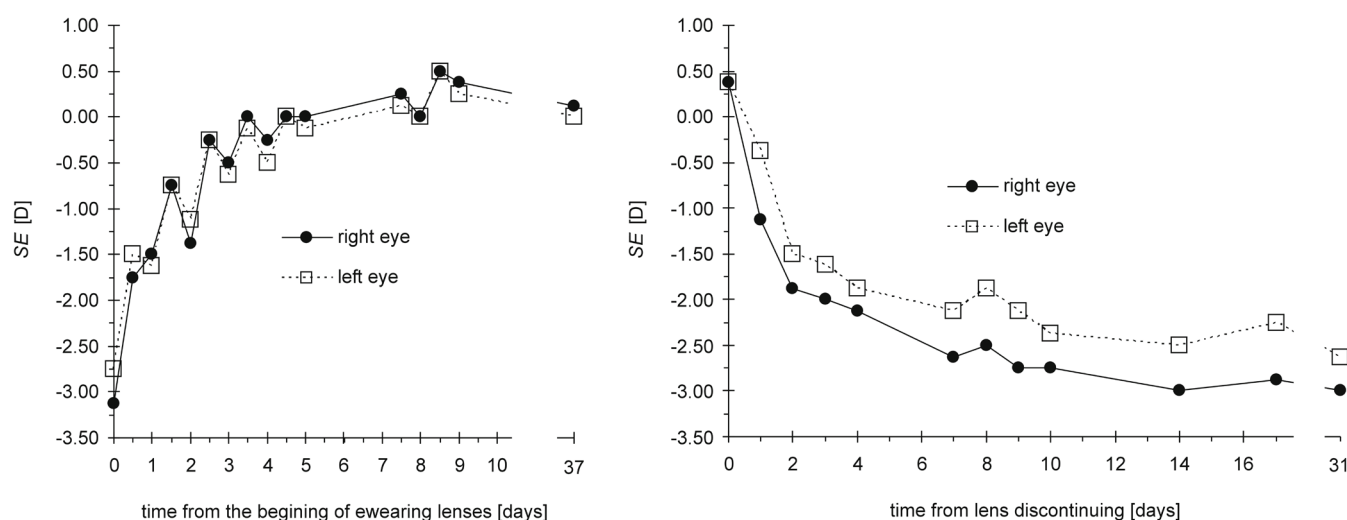 1.00
0.50
0.00
-0.50
-1.00
-1.50
-2.00
-2.50
-3.00
-3.50
SE [D]
right eye
left eye
0 1 2 3 4 5 6 7 8 9 10 37
time from the begining of ewearing lenses [days]
1.00
0.50
0.00
-0.50
-1.00
-1.50
-2.00
-2.50
-3.00
-3.50
SE [D]
right eye
left eye
0 2 4 6 8 10 12 14 16 31
time from lens discontinuing [days]